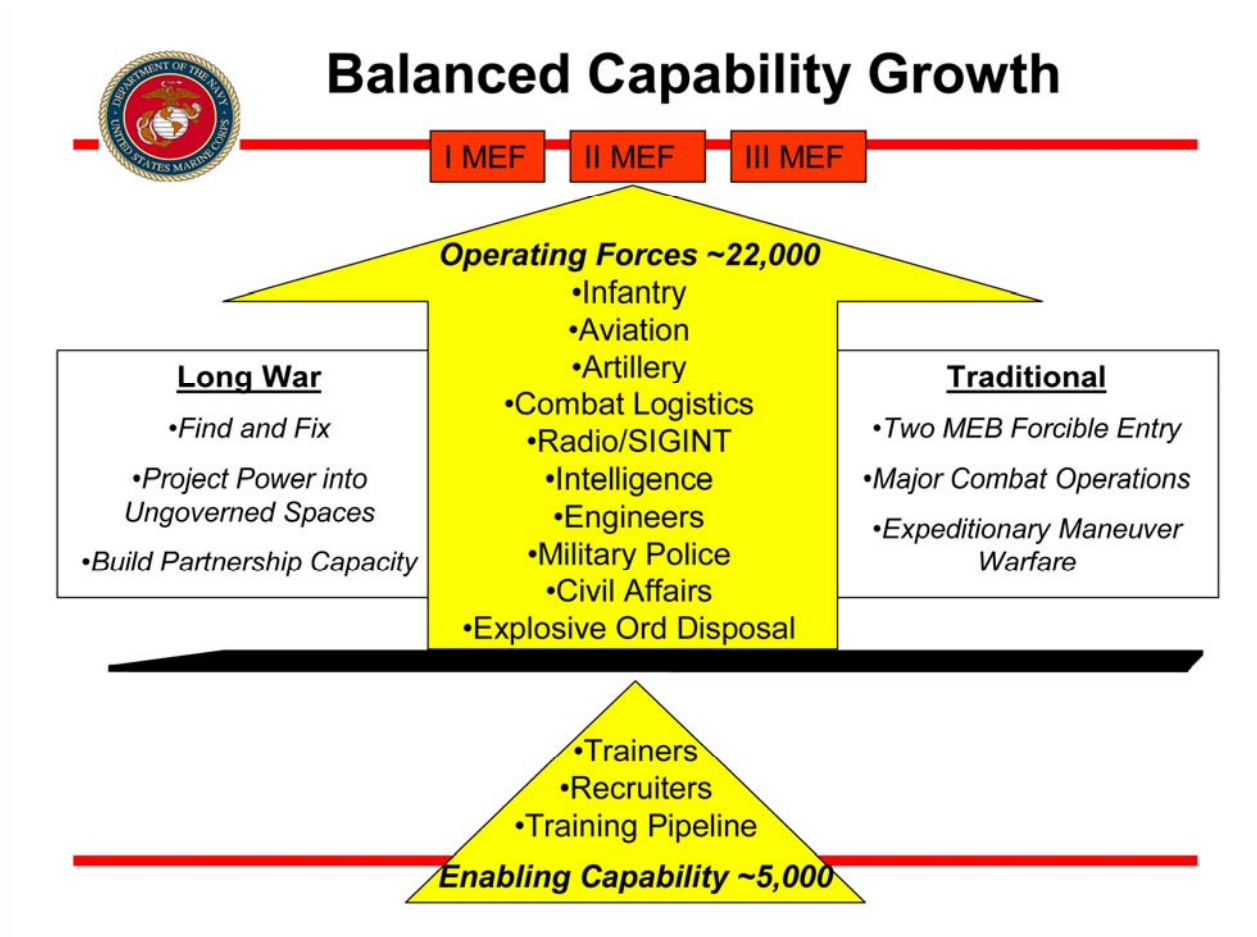 Balanced Capability Growth
DEPARTMENT OF THE NAVY
UNITED STATES MARINE CORPS
I MEF
II MEF
III MEF
Operating Forces ~22,000
•Infantry
•Aviation
•Artillery
•Combat Logistics
•Radio/SIGINT
•Intelligence
•Engineers
•Military Police
•Civil Affairs
•Explosive Ord Disposal
Long War
•Find and Fix
•Project Power into
Ungoverned Spaces
•Build Partnership Capacity
Traditional
•Two MEB Forcible Entry
•Major Combat Operations
•Expeditionary Maneuver
Warfare
•Trainers
•Recruiters
•Training Pipeline
Enabling Capability ~5,000